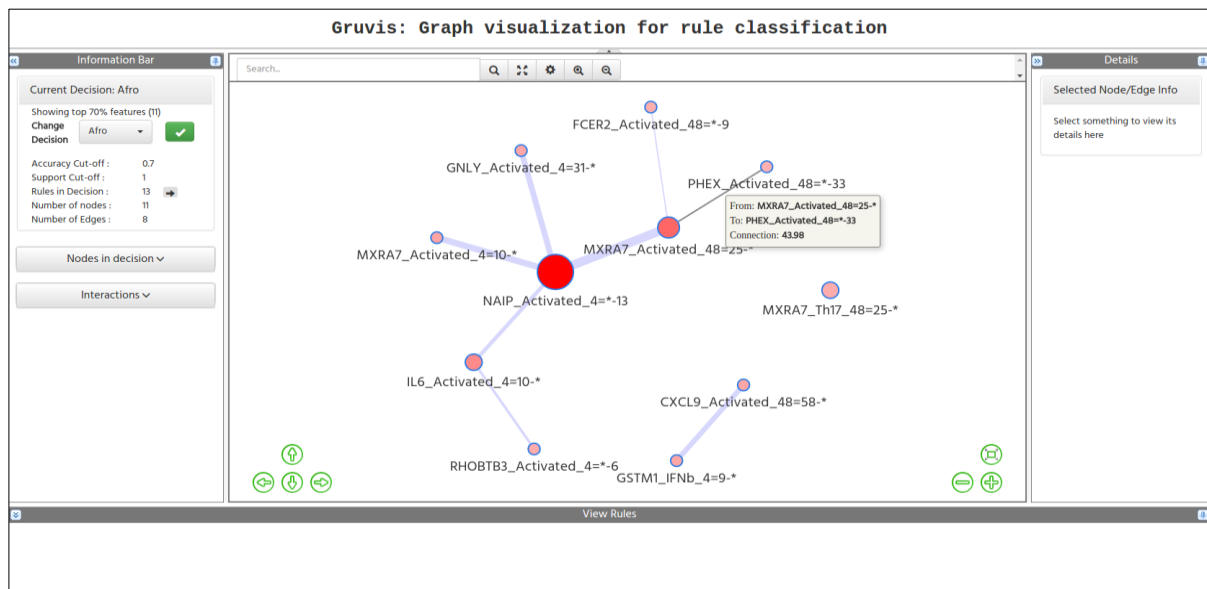 Gruvis: Graph visualization for rule classification
Information Bar
Current Decision: Afro
Showing top 70% features (11)
Change Decision
Afro
Accuracy Cut-off : 0.7
Support Cut-off : 1
Rules in Decision : 13
Number of nodes : 11
Number of Edges : 8
Nodes in decision
Interactions
Search..
FCER2_Activated_48=*-9
GNLY_Activated_4=31-*
PHEX_Activated_48=*-33
From: MXRA7_Activated_48=25-*
To: PHEX_Activated_48=*-33
Connection: 43.98
MXRA7_Activated_48=25-*
MXRA7_Activated_4=10-*
NAIP_Activated_4=*-13
MXRA7_Th17_48=25-*
IL6_Activated_4=10-*
CXCL9_Activated_48=58-*
RHOBTB3_Activated_4=*-6
GSTM1_IFNb_4=9-*
Details
Selected Node/Edge Info
Select something to view its
details here
View Rules